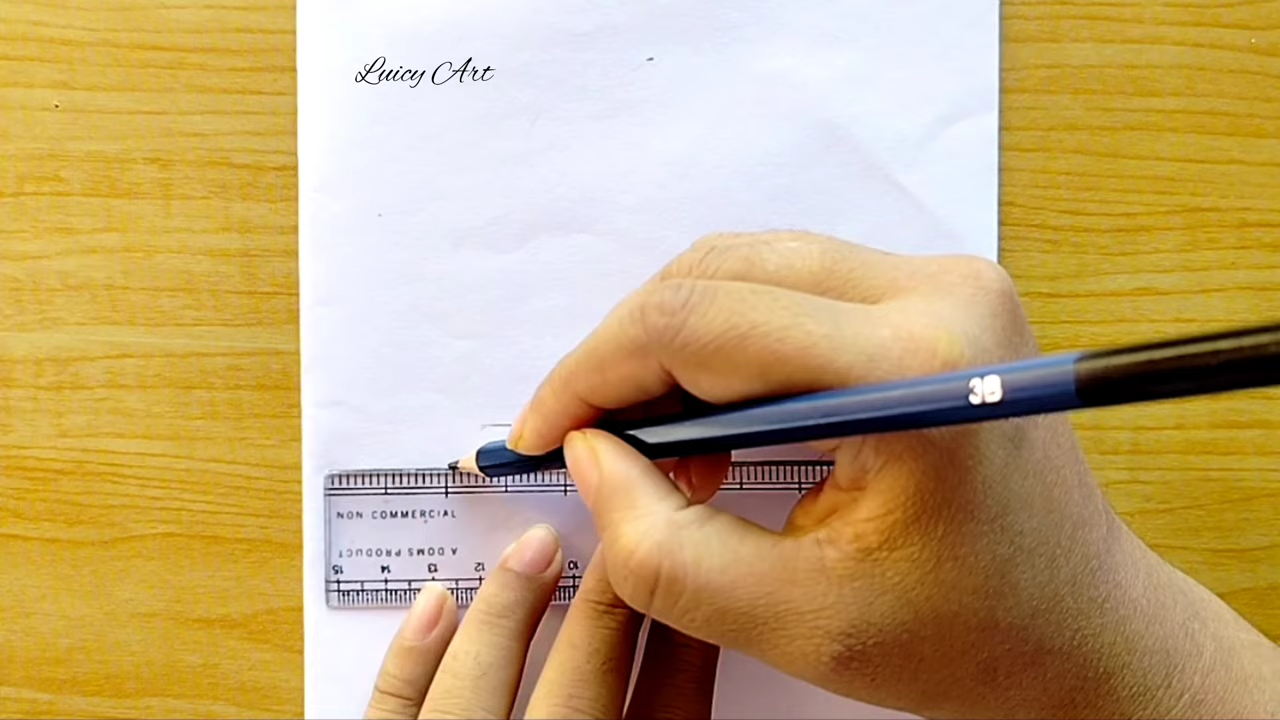 Luicy Art
3B
NON-COMMERCIAL
A DOMS PRODUCT
15 14 13 12 10